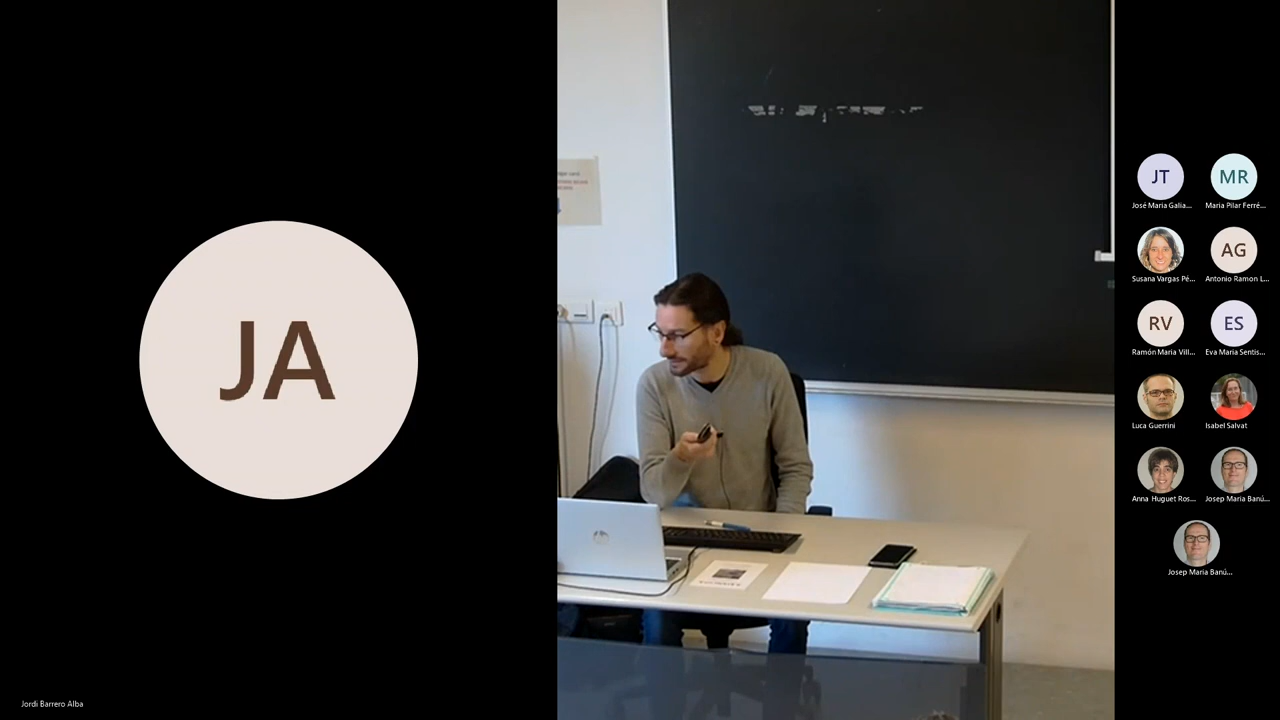 JA
Jordi Barrero Alba
JT
José Maria Galia...
MR
Maria Pilar Ferré...
Susana Vargas Pé...
AG
Antonio Ramon L...
RV
Ramón Maria Vill...
ES
Eva Maria Sentis...
Luca Guerrini
Isabel Salvat
Anna Huguet Ros...
Josep Maria Banú...
Josep Maria Banú...
hp